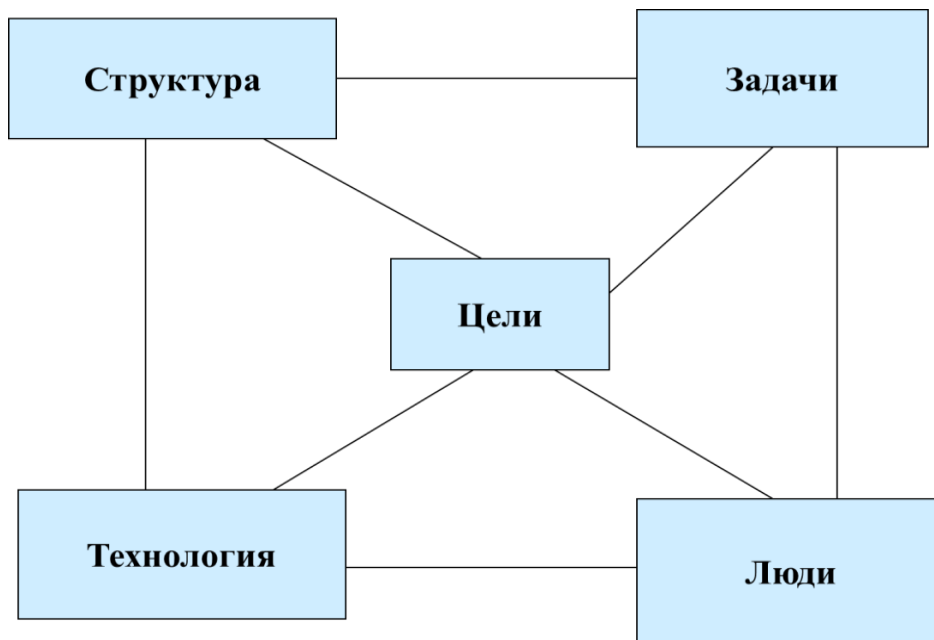 Структура
Задачи
Цели
Технология
Люди